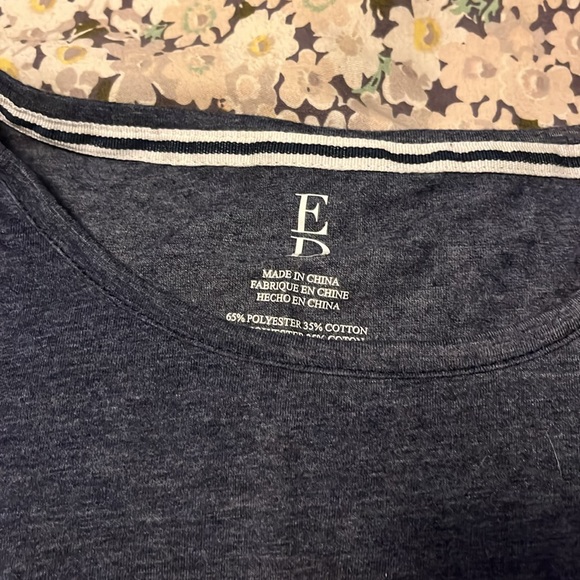 E
D
MADE IN CHINA
FABRIQUE EN CHINE
HECHO EN CHINA
65% POLYESTER 35% COTTON